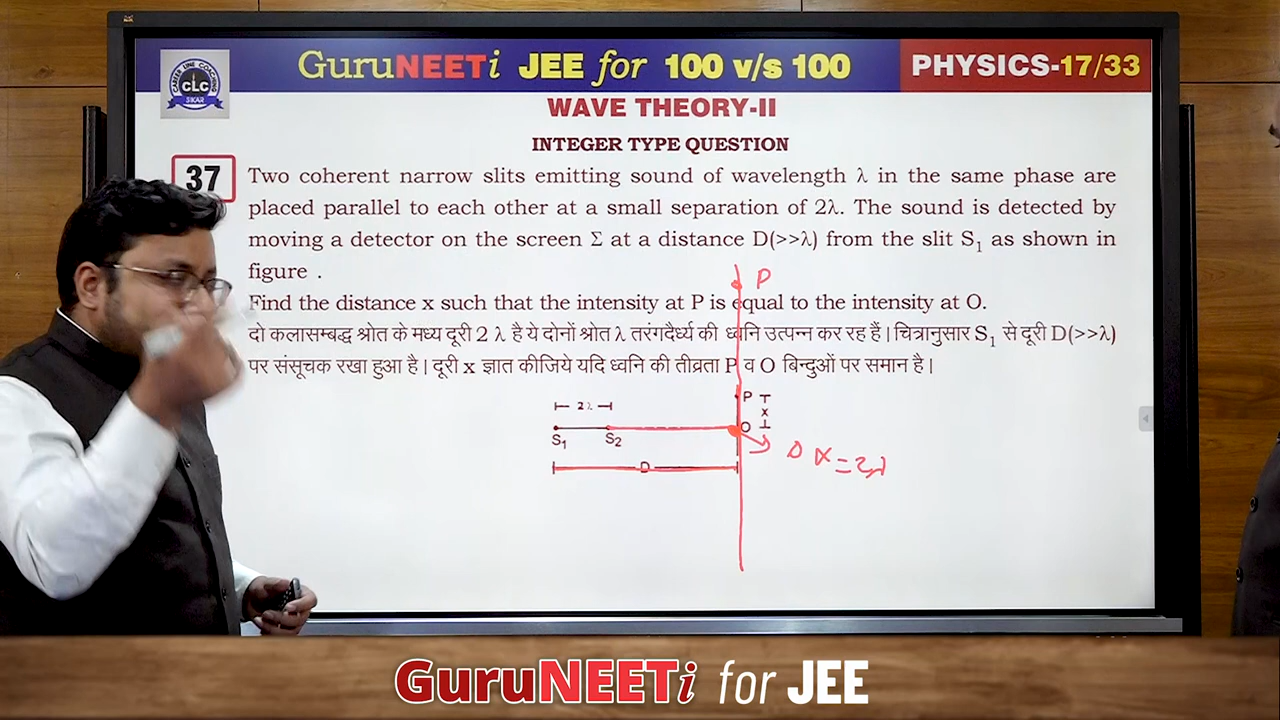 GuruNEETi JEE for 100 v/s 100
PHYSICS-17/33
CAREER LINE COACHING
CLC
SIKAR
WAVE THEORY-II
INTEGER TYPE QUESTION
37
Two coherent narrow slits emitting sound of wavelength λ in the same phase are
placed parallel to each other at a small separation of 2λ. The sound is detected by
moving a detector on the screen Σ at a distance D(>>λ) from the slit S₁ as shown in
figure .
P
Find the distance x such that the intensity at P is equal to the intensity at O.
दो कलासम्बद्ध श्रोत के मध्य दूरी 2 λ है ये दोनों श्रोत λ तरंगदैर्ध्य की ध्वनि उत्पन्न कर रह हैं। चित्रानुसार S₁ से दूरी D(>>λ)
पर संसूचक रखा हुआ है। दूरी x ज्ञात कीजिये यदि ध्वनि की तीव्रता P व O बिन्दुओं पर समान है।
2λ
P
x
S₁ S₂ O
Δx=2λ
D
GuruNEETi for JEE